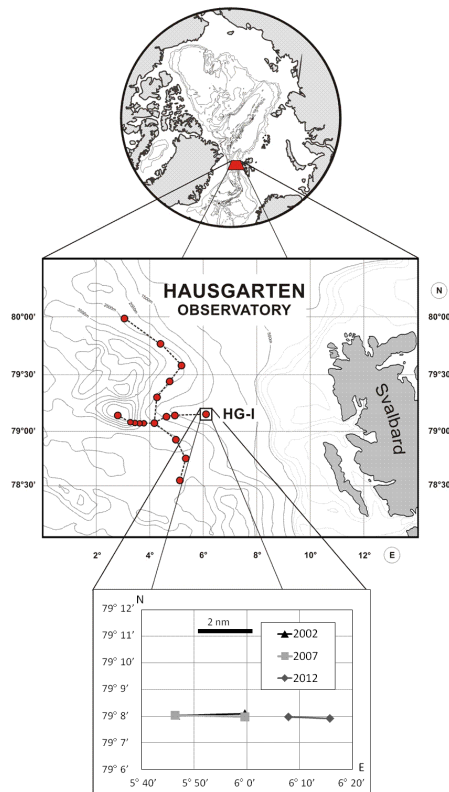 HAUSGARTEN
OBSERVATORY
N
80°00'
80°00'
79°30'
79°30'
HG-I
Svalbard
79°00'
79°00'
78°30'
78°30'
2° 4° 6° 8° 10° 12° E
N
79° 12'
2 nm
2002
79° 11'
2007
79° 10'
2012
79° 9'
79° 8'
79° 7'
79° 6'
E
5° 40' 5° 50' 6° 0' 6° 10' 6° 20'